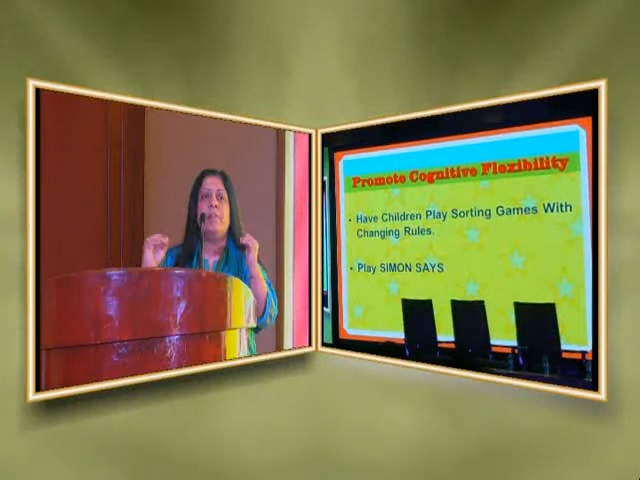 Promote Cognitive Flexibility
• Have Children Play Sorting Games With
Changing Rules.
• Play SIMON SAYS